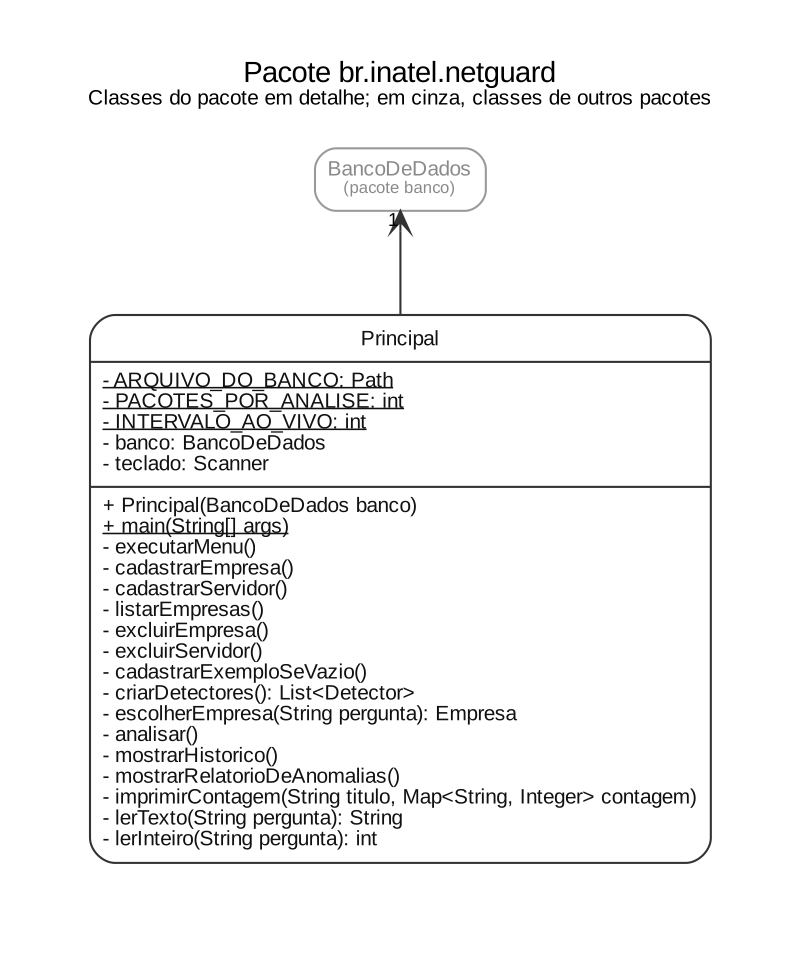 Pacote br.inatel.netguard
Classes do pacote em detalhe; em cinza, classes de outros pacotes
BancoDeDados
(pacote banco)
1
Principal
- ARQUIVO_DO_BANCO: Path
- PACOTES_POR_ANALISE: int
- INTERVALO_AO_VIVO: int
- banco: BancoDeDados
- teclado: Scanner
+ Principal(BancoDeDados banco)
+ main(String[] args)
- executarMenu()
- cadastrarEmpresa()
- cadastrarServidor()
- listarEmpresas()
- excluirEmpresa()
- excluirServidor()
- cadastrarExemploSeVazio()
- criarDetectores(): List<Detector>
- escolherEmpresa(String pergunta): Empresa
- analisar()
- mostrarHistorico()
- mostrarRelatorioDeAnomalias()
- imprimirContagem(String titulo, Map<String, Integer> contagem)
- lerTexto(String pergunta): String
- lerInteiro(String pergunta): int